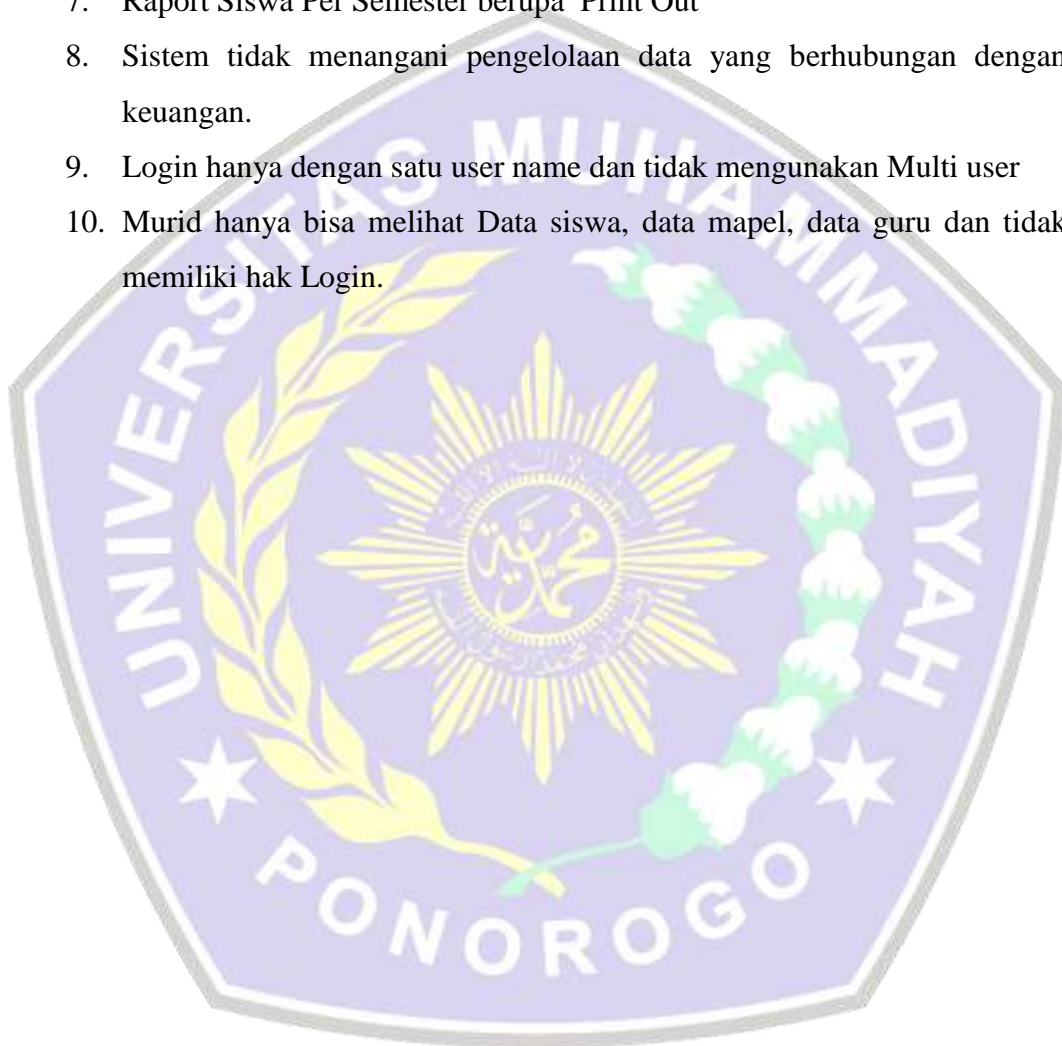 7. Raport Siswa Per Semester berupa Print Out
8. Sistem tidak menangani pengelolaan data yang berhubungan dengan
keuangan.
9. Login hanya dengan satu user name dan tidak mengunakan Multi user
10. Murid hanya bisa melihat Data siswa, data mapel, data guru dan tidak
memiliki hak Login.
UNIVERSITAS MUHAMMADIYAH
PONOROGO